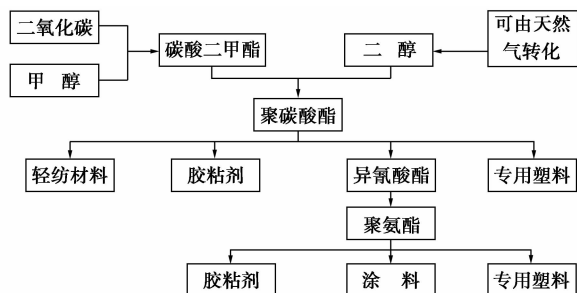 二氧化碳
甲 醇
碳酸二甲酯
二 醇
可由天然
气转化
聚碳酸酯
轻纺材料
胶粘剂
异氰酸酯
专用塑料
聚氨酯
胶粘剂
涂 料
专用塑料